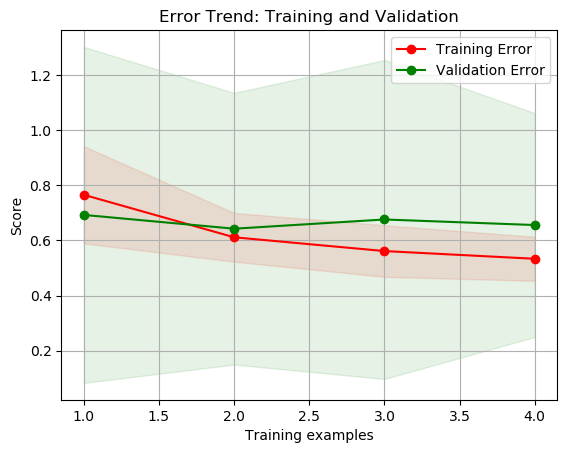 Error Trend: Training and Validation
Training Error
Validation Error
Score
1.2
1.0
0.8
0.6
0.4
0.2
1.0 1.5 2.0 2.5 3.0 3.5 4.0
Training examples